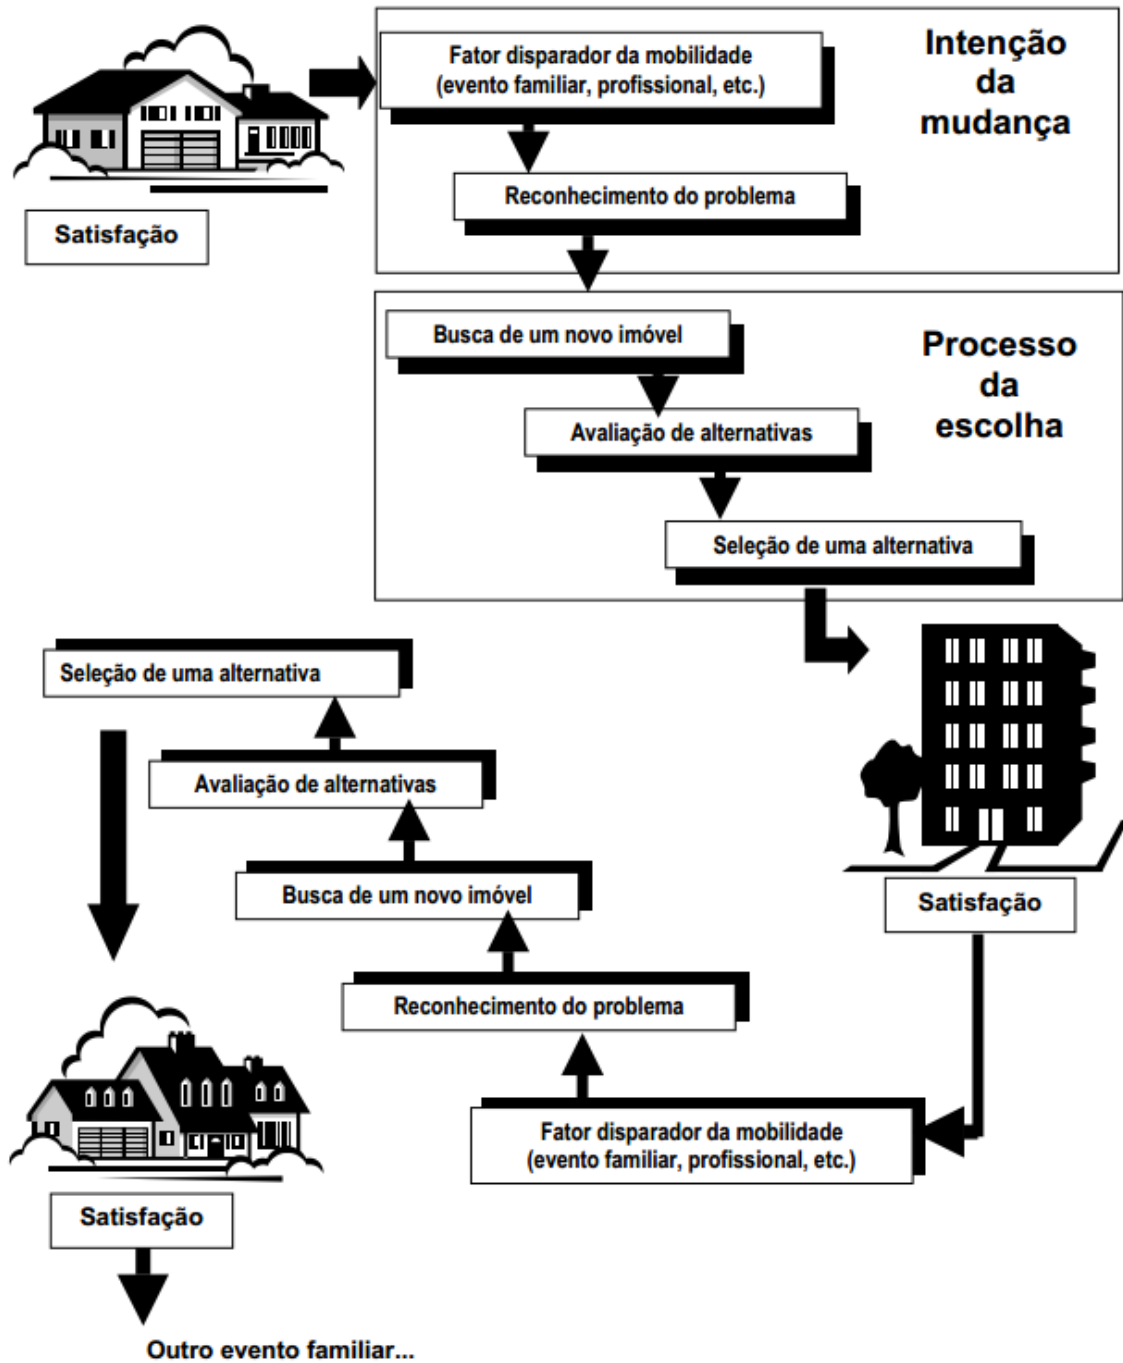 Fator disparador da mobilidade
(evento familiar, profissional, etc.)
Intenção
da
mudança
Reconhecimento do problema
Satisfação
Busca de um novo imóvel
Processo
da
escolha
Avaliação de alternativas
Seleção de uma alternativa
Satisfação
Fator disparador da mobilidade
(evento familiar, profissional, etc.)
Reconhecimento do problema
Busca de um novo imóvel
Avaliação de alternativas
Seleção de uma alternativa
Satisfação
Outro evento familiar...